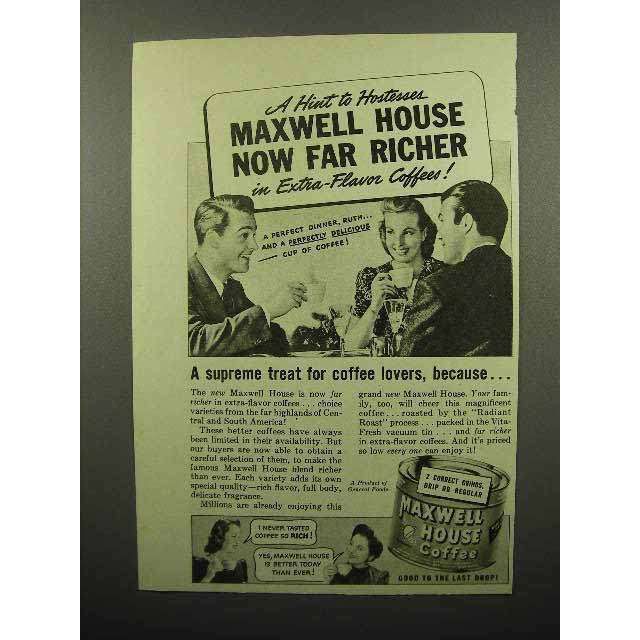 A Hint to Hostesses
MAXWELL HOUSE
NOW FAR RICHER
in Extra-Flavor Coffees!
A PERFECT DINNER, RUTH...
AND A PERFECTLY DELICIOUS
CUP OF COFFEE!
A supreme treat for coffee lovers, because...
The new Maxwell House is now far
richer in extra-flavor coffees... choice
varieties from the far highlands of Cen-
tral and South America!
These better coffees have always
been limited in their availability. But
our buyers are now able to obtain a
careful selection of them, to make the
famous Maxwell House blend richer
than ever. Each variety adds its own
special quality—rich flavor, full body,
delicate fragrance.
Millions are already enjoying this
grand new Maxwell House. Your fam-
ily, too, will cheer this magnificent
coffee... roasted by the "Radiant
Roast" process... packed in the Vita-
Fresh vacuum tin... and far richer
in extra-flavor coffees. And it's priced
so low every one can enjoy it!
A Product of
General Foods
2 CORRECT GRINDS,
DRIP OR REGULAR
MAXWELL
HOUSE
Coffee
GOOD TO THE LAST DROP!
I NEVER TASTED
COFFEE SO RICH!
YES, MAXWELL HOUSE
IS BETTER TODAY
THAN EVER!